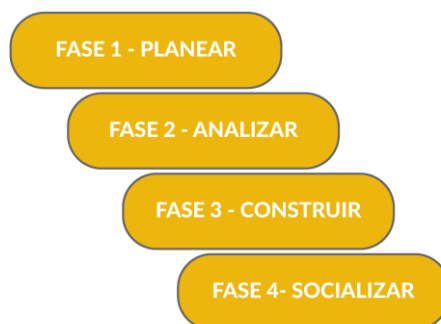 FASE 1 - PLANEAR
FASE 2 - ANALIZAR
FASE 3 - CONSTRUIR
FASE 4- SOCIALIZAR